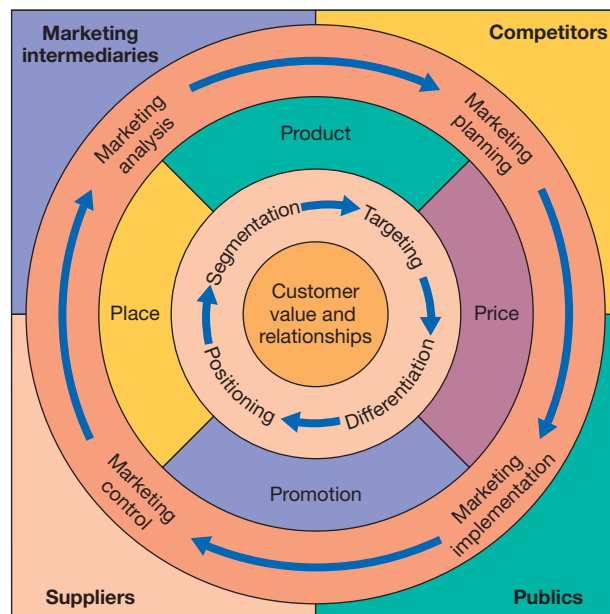 Marketing
intermediaries
Competitors
Marketing
analysis
Marketing
planning
Product
Segmentation
Targeting
Place
Customer
value and
relationships
Price
Positioning
Differentiation
Promotion
Marketing
control
Marketing
implementation
Suppliers
Publics